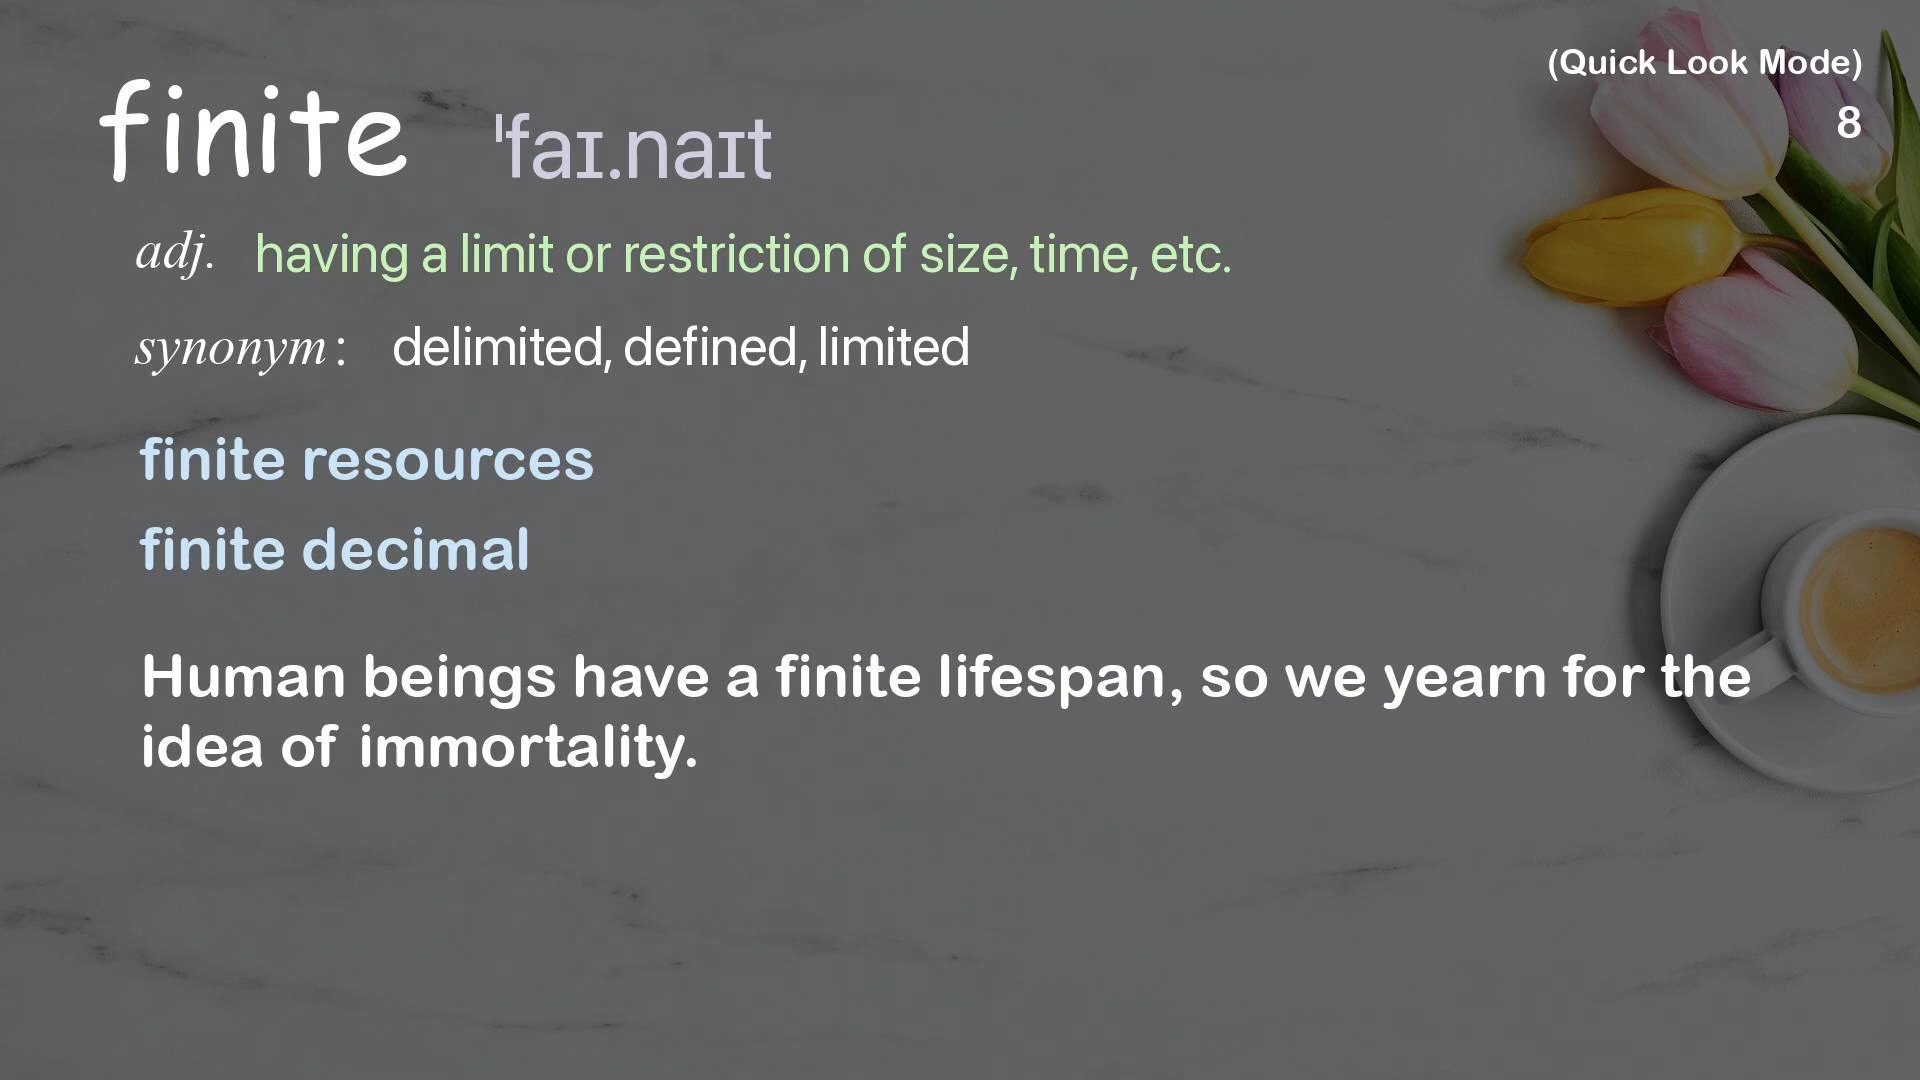 (Quick Look Mode)
8
finite ˈfaɪ.naɪt
adj. having a limit or restriction of size, time, etc.
synonym: delimited, defined, limited
finite resources
finite decimal
Human beings have a finite lifespan, so we yearn for the
idea of immortality.